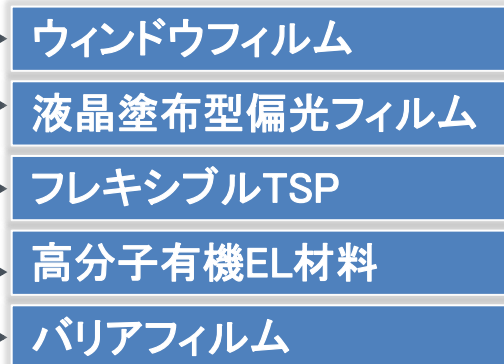 ウィンドウフィルム
液晶塗布型偏光フィルム
フレキシブルTSP
高分子有機EL材料
バリアフィルム